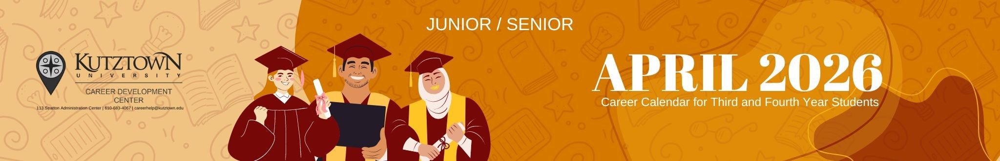 KUTZTOWN
UNIVERSITY
CAREER DEVELOPMENT
CENTER
113 Stratton Administration Center | 610-683-4067 | careerhelp@kutztown.edu
JUNIOR / SENIOR
APRIL 2026
Career Calendar for Third and Fourth Year Students